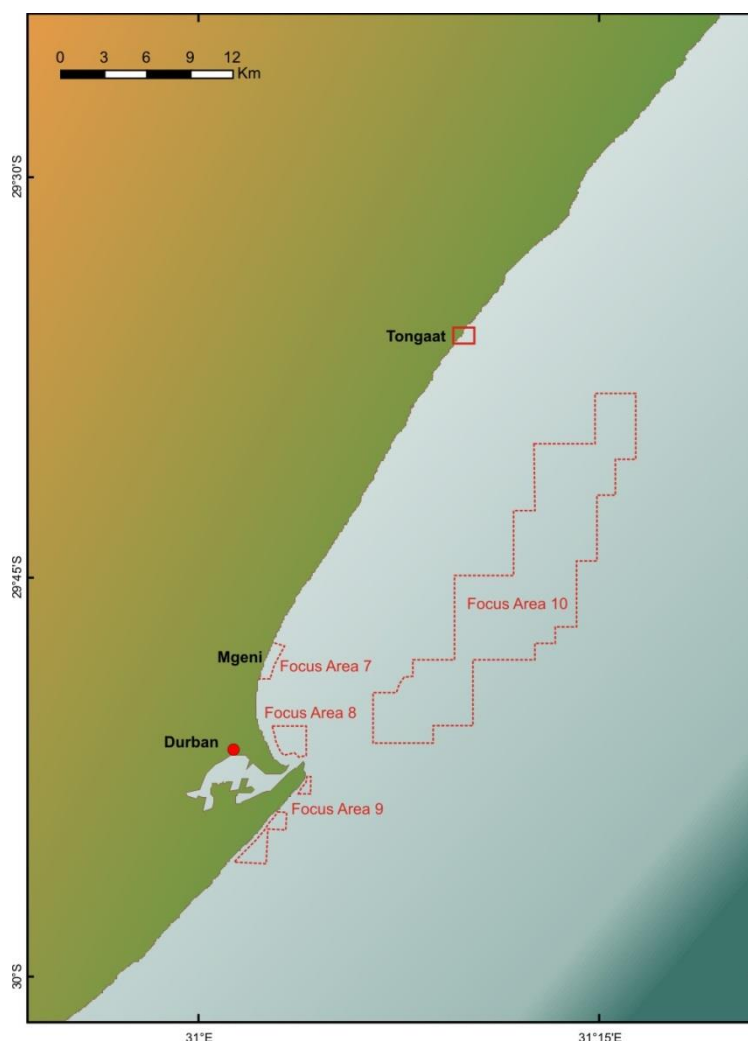 0 3 6 9 12
Km
29°30'S
Tongaat
29°45'S
Focus Area 10
Mgeni
Focus Area 7
Focus Area 8
Durban
Focus Area 9
30°S
31°E
31°15'E